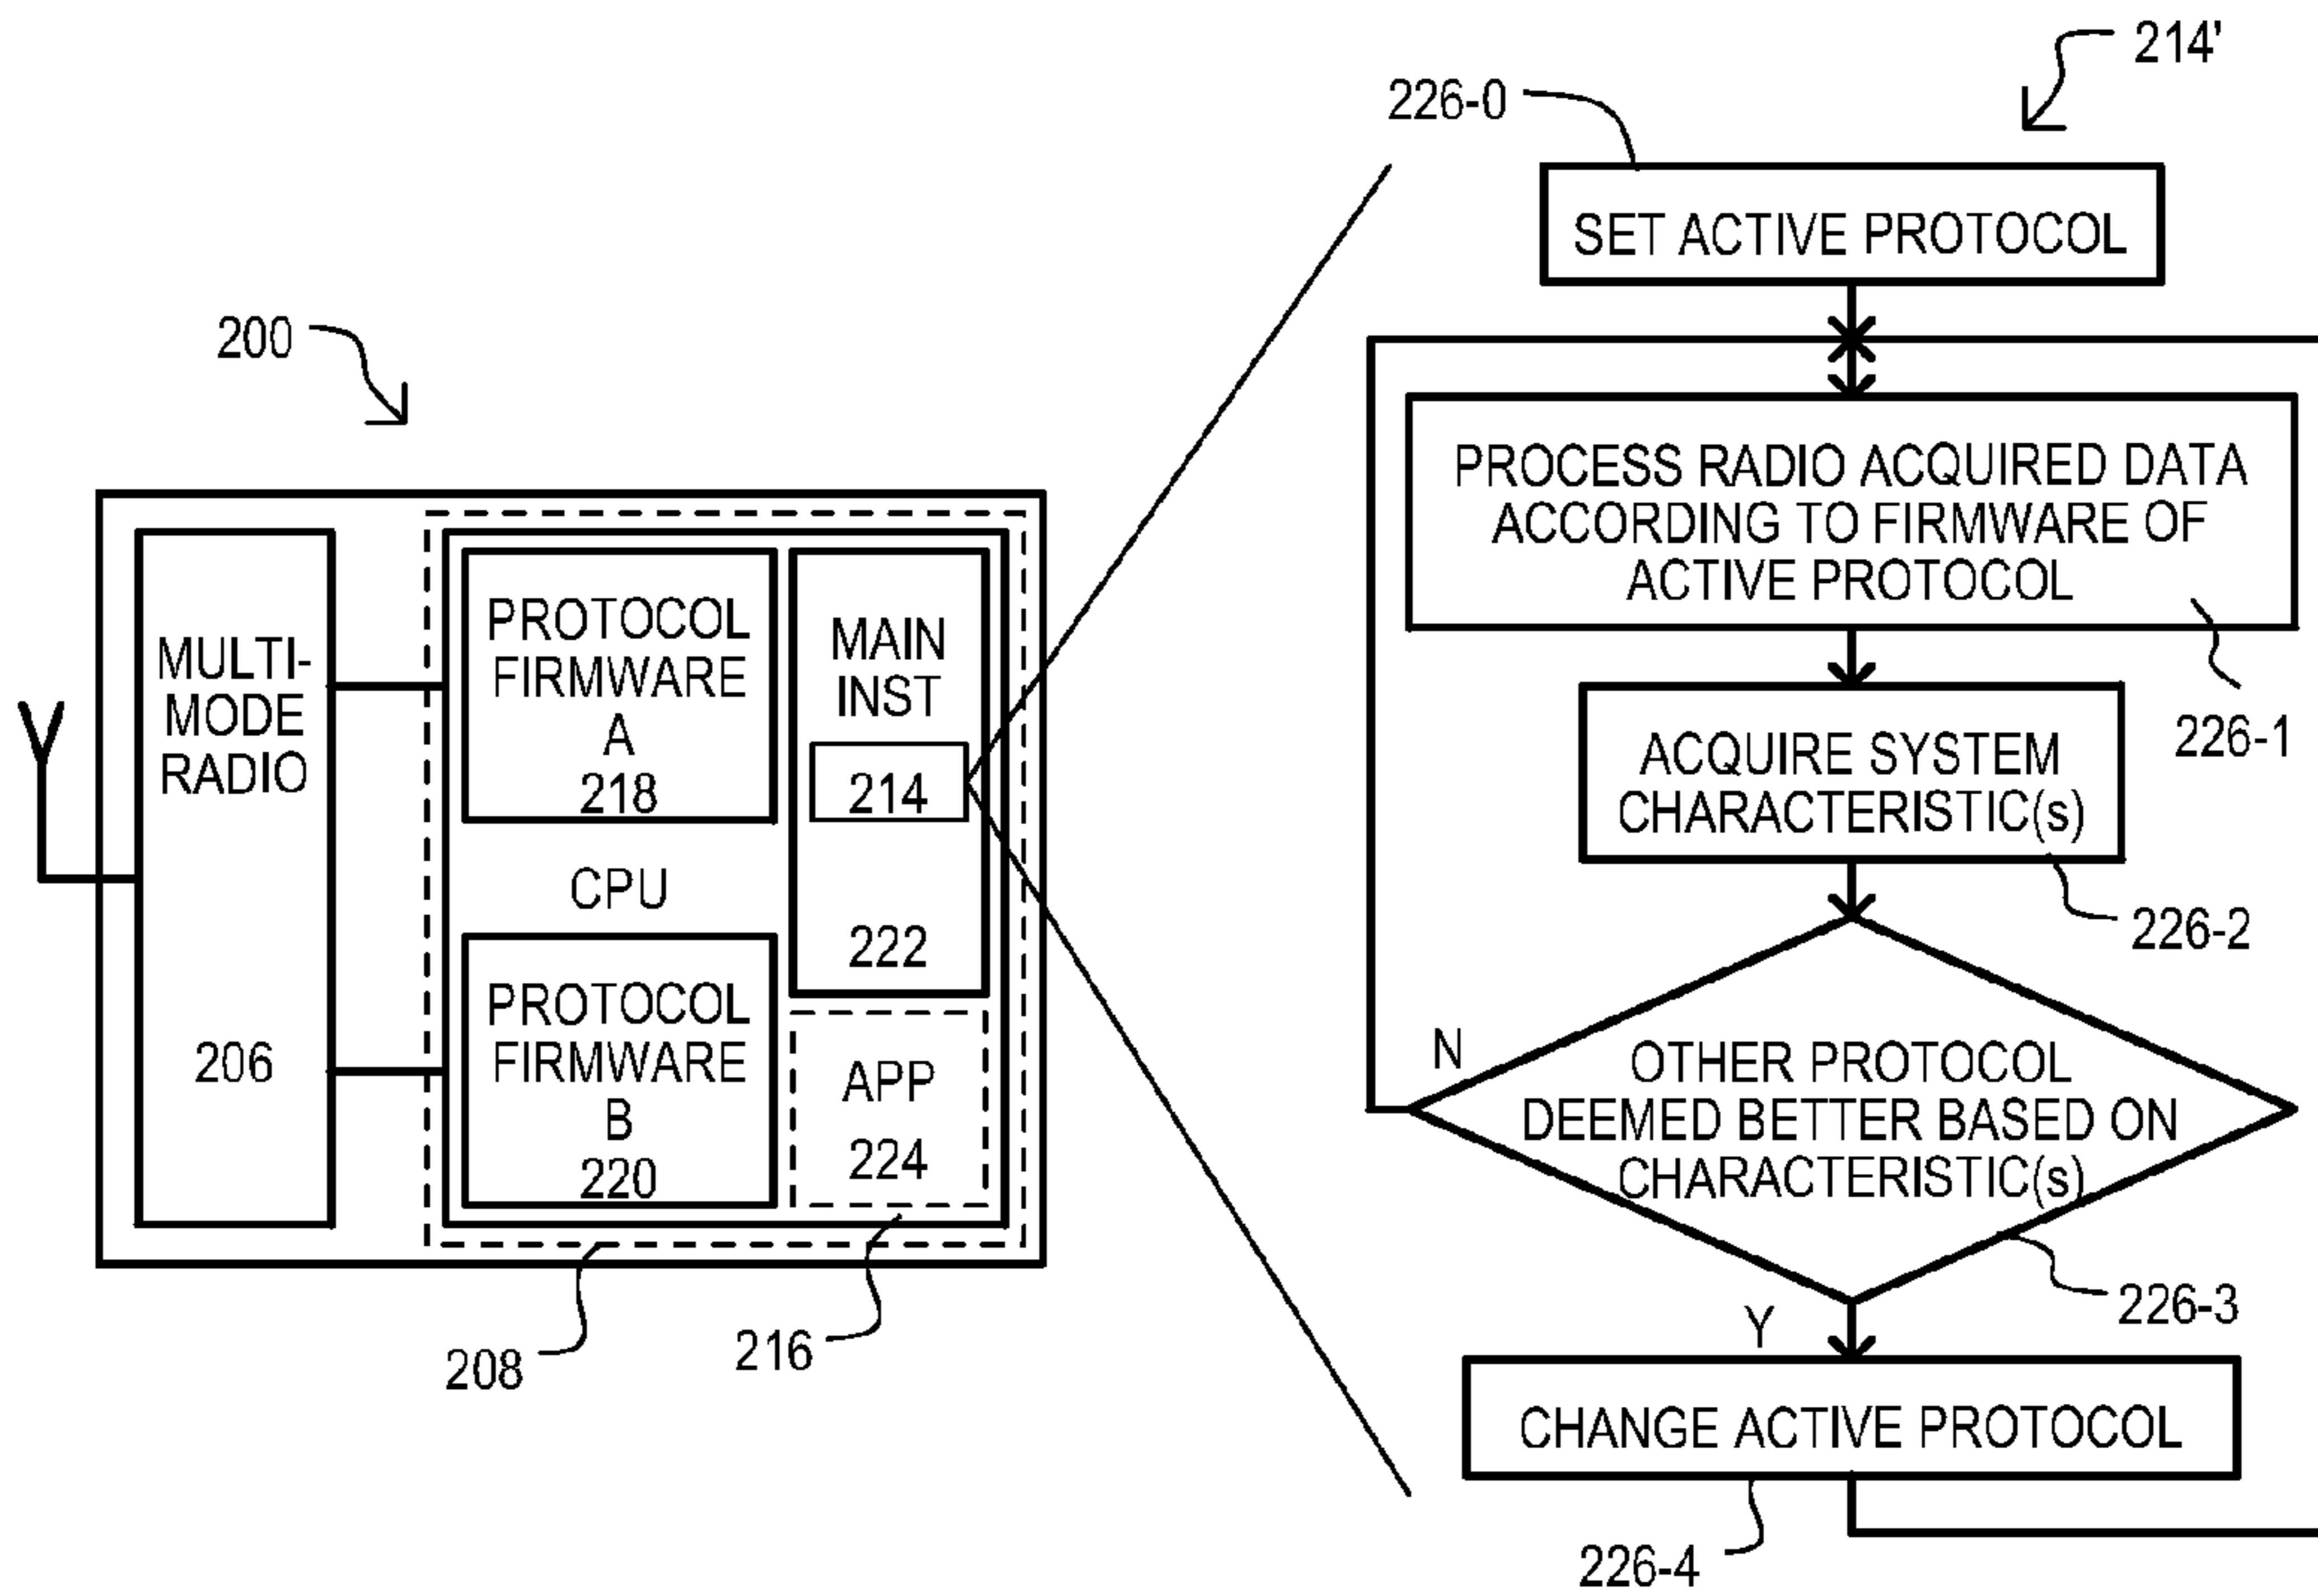 200
MULTI-
MODE
RADIO
206
PROTOCOL
FIRMWARE
A
218
CPU
PROTOCOL
FIRMWARE
B
220
MAIN
INST
214
222
APP
224
208
216
214'
226-0
SET ACTIVE PROTOCOL
PROCESS RADIO ACQUIRED DATA
ACCORDING TO FIRMWARE OF
ACTIVE PROTOCOL
226-1
ACQUIRE SYSTEM
CHARACTERISTIC(s)
226-2
N
OTHER PROTOCOL
DEEMED BETTER BASED ON
CHARACTERISTIC(s)
226-3
Y
CHANGE ACTIVE PROTOCOL
226-4